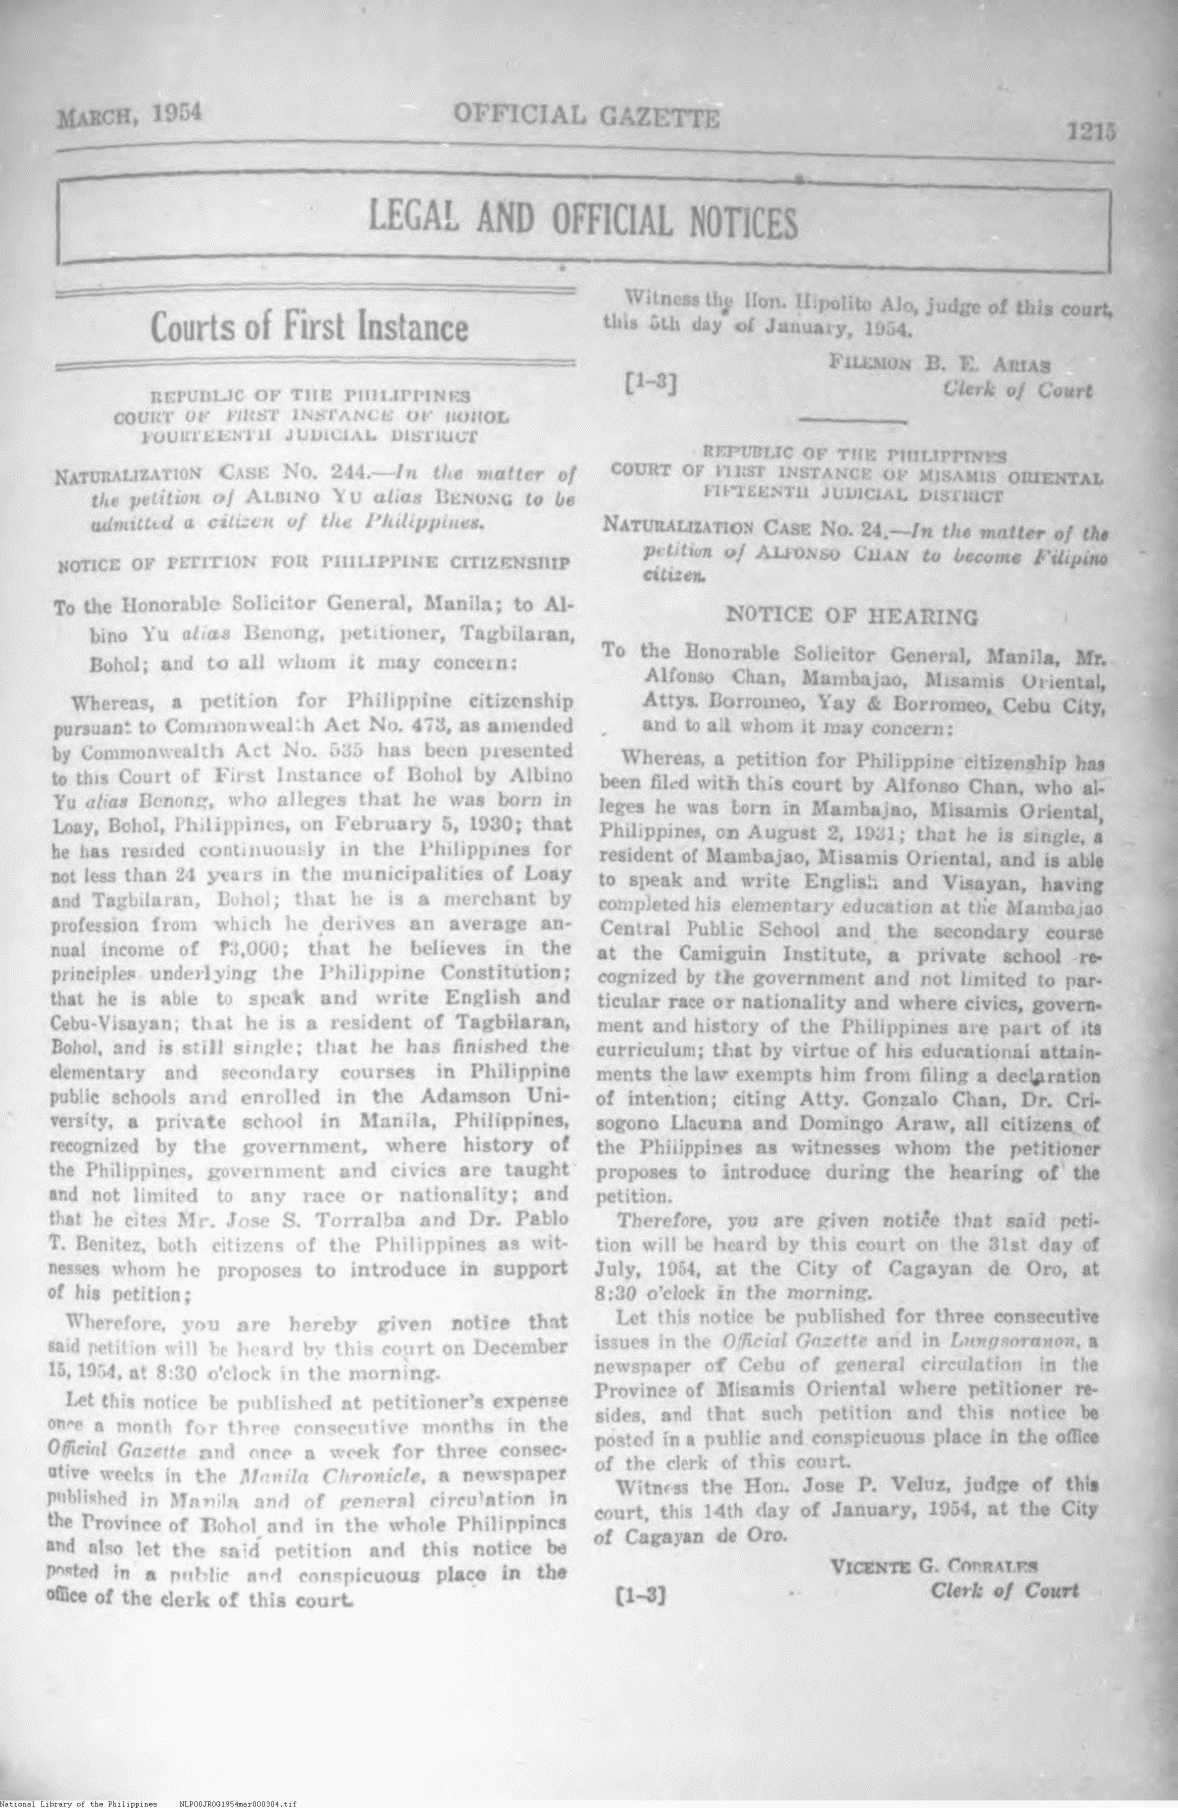 MARCH, 1954
OFFICIAL GAZETTE
1215
LEGAL AND OFFICIAL NOTICES
Courts of First Instance
REPUBLIC OF THE PHILIPPINES
COURT OF FIRST INSTANCE OF BOHOL
FOURTEENTH JUDICIAL DISTRICT
NATURALIZATION CASE No. 244.—In the matter of
the petition of ALBINO YU alias BENONG to be
admitted a citizen of the Philippines.
NOTICE OF PETITION FOR PHILIPPINE CITIZENSHIP
To the Honorable Solicitor General, Manila; to Al-
bino Yu alias Benong, petitioner, Tagbilaran,
Bohol; and to all whom it may concern:
Whereas, a petition for Philippine citizenship
pursuant to Commonwealth Act No. 473, as amended
by Commonwealth Act No. 535 has been presented
to this Court of First Instance of Bohol by Albino
Yu alias Benong, who alleges that he was born in
Loay, Bohol, Philippines, on February 5, 1930; that
he has resided continuously in the Philippines for
not less than 24 years in the municipalities of Loay
and Tagbilaran, Bohol; that he is a merchant by
profession from which he derives an average an-
nual income of ₱3,000; that he believes in the
principles underlying the Philippine Constitution;
that he is able to speak and write English and
Cebu-Visayan; that he is a resident of Tagbilaran,
Bohol, and is still single; that he has finished the
elementary and secondary courses in Philippine
public schools and enrolled in the Adamson Uni-
versity, a private school in Manila, Philippines,
recognized by the government, where history of
the Philippines, government and civics are taught
and not limited to any race or nationality; and
that he cites Mr. Jose S. Torralba and Dr. Pablo
T. Benitez, both citizens of the Philippines as wit-
nesses whom he proposes to introduce in support
of his petition;
Wherefore, you are hereby given notice that
said petition will be heard by this court on December
15, 1954, at 8:30 o'clock in the morning.
Let this notice be published at petitioner's expense
once a month for three consecutive months in the
Official Gazette and once a week for three consec-
utive weeks in the Manila Chronicle, a newspaper
published in Manila and of general circulation in
the Province of Bohol and in the whole Philippines
and also let the said petition and this notice be
posted in a public and conspicuous place in the
office of the clerk of this court.
Witness the Hon. Hipolito Alo, judge of this court,
this 5th day of January, 1954.
FILEMON B. E. ARIAS
[1–3] Clerk of Court
REPUBLIC OF THE PHILIPPINES
COURT OF FIRST INSTANCE OF MISAMIS ORIENTAL
FIFTEENTH JUDICIAL DISTRICT
NATURALIZATION CASE No. 24.—In the matter of the
petition of ALFONSO CHAN to become Filipino
citizen.
NOTICE OF HEARING
To the Honorable Solicitor General, Manila, Mr.
Alfonso Chan, Mambajao, Misamis Oriental,
Attys. Borromeo, Yay & Borromeo, Cebu City,
and to all whom it may concern:
Whereas, a petition for Philippine citizenship has
been filed with this court by Alfonso Chan, who al-
leges he was born in Mambajao, Misamis Oriental,
Philippines, on August 2, 1931; that he is single, a
resident of Mambajao, Misamis Oriental, and is able
to speak and write English and Visayan, having
completed his elementary education at the Mambajao
Central Public School and the secondary course
at the Camiguin Institute, a private school re-
cognized by the government and not limited to par-
ticular race or nationality and where civics, govern-
ment and history of the Philippines are part of its
curriculum; that by virtue of his educational attain-
ments the law exempts him from filing a declaration
of intention; citing Atty. Gonzalo Chan, Dr. Cri-
sogono Llacuna and Domingo Araw, all citizens of
the Philippines as witnesses whom the petitioner
proposes to introduce during the hearing of the
petition.
Therefore, you are given notice that said peti-
tion will be heard by this court on the 31st day of
July, 1954, at the City of Cagayan de Oro, at
8:30 o'clock in the morning.
Let this notice be published for three consecutive
issues in the Official Gazette and in Lungsoranon, a
newspaper of Cebu of general circulation in the
Province of Misamis Oriental where petitioner re-
sides, and that such petition and this notice be
posted in a public and conspicuous place in the office
of the clerk of this court.
Witness the Hon. Jose P. Veluz, judge of this
court, this 14th day of January, 1954, at the City
of Cagayan de Oro.
VICENTE G. CORRALES
[1–3] Clerk of Court
National Library of the Philippines NLPO0JR0G1954mar000304.tif